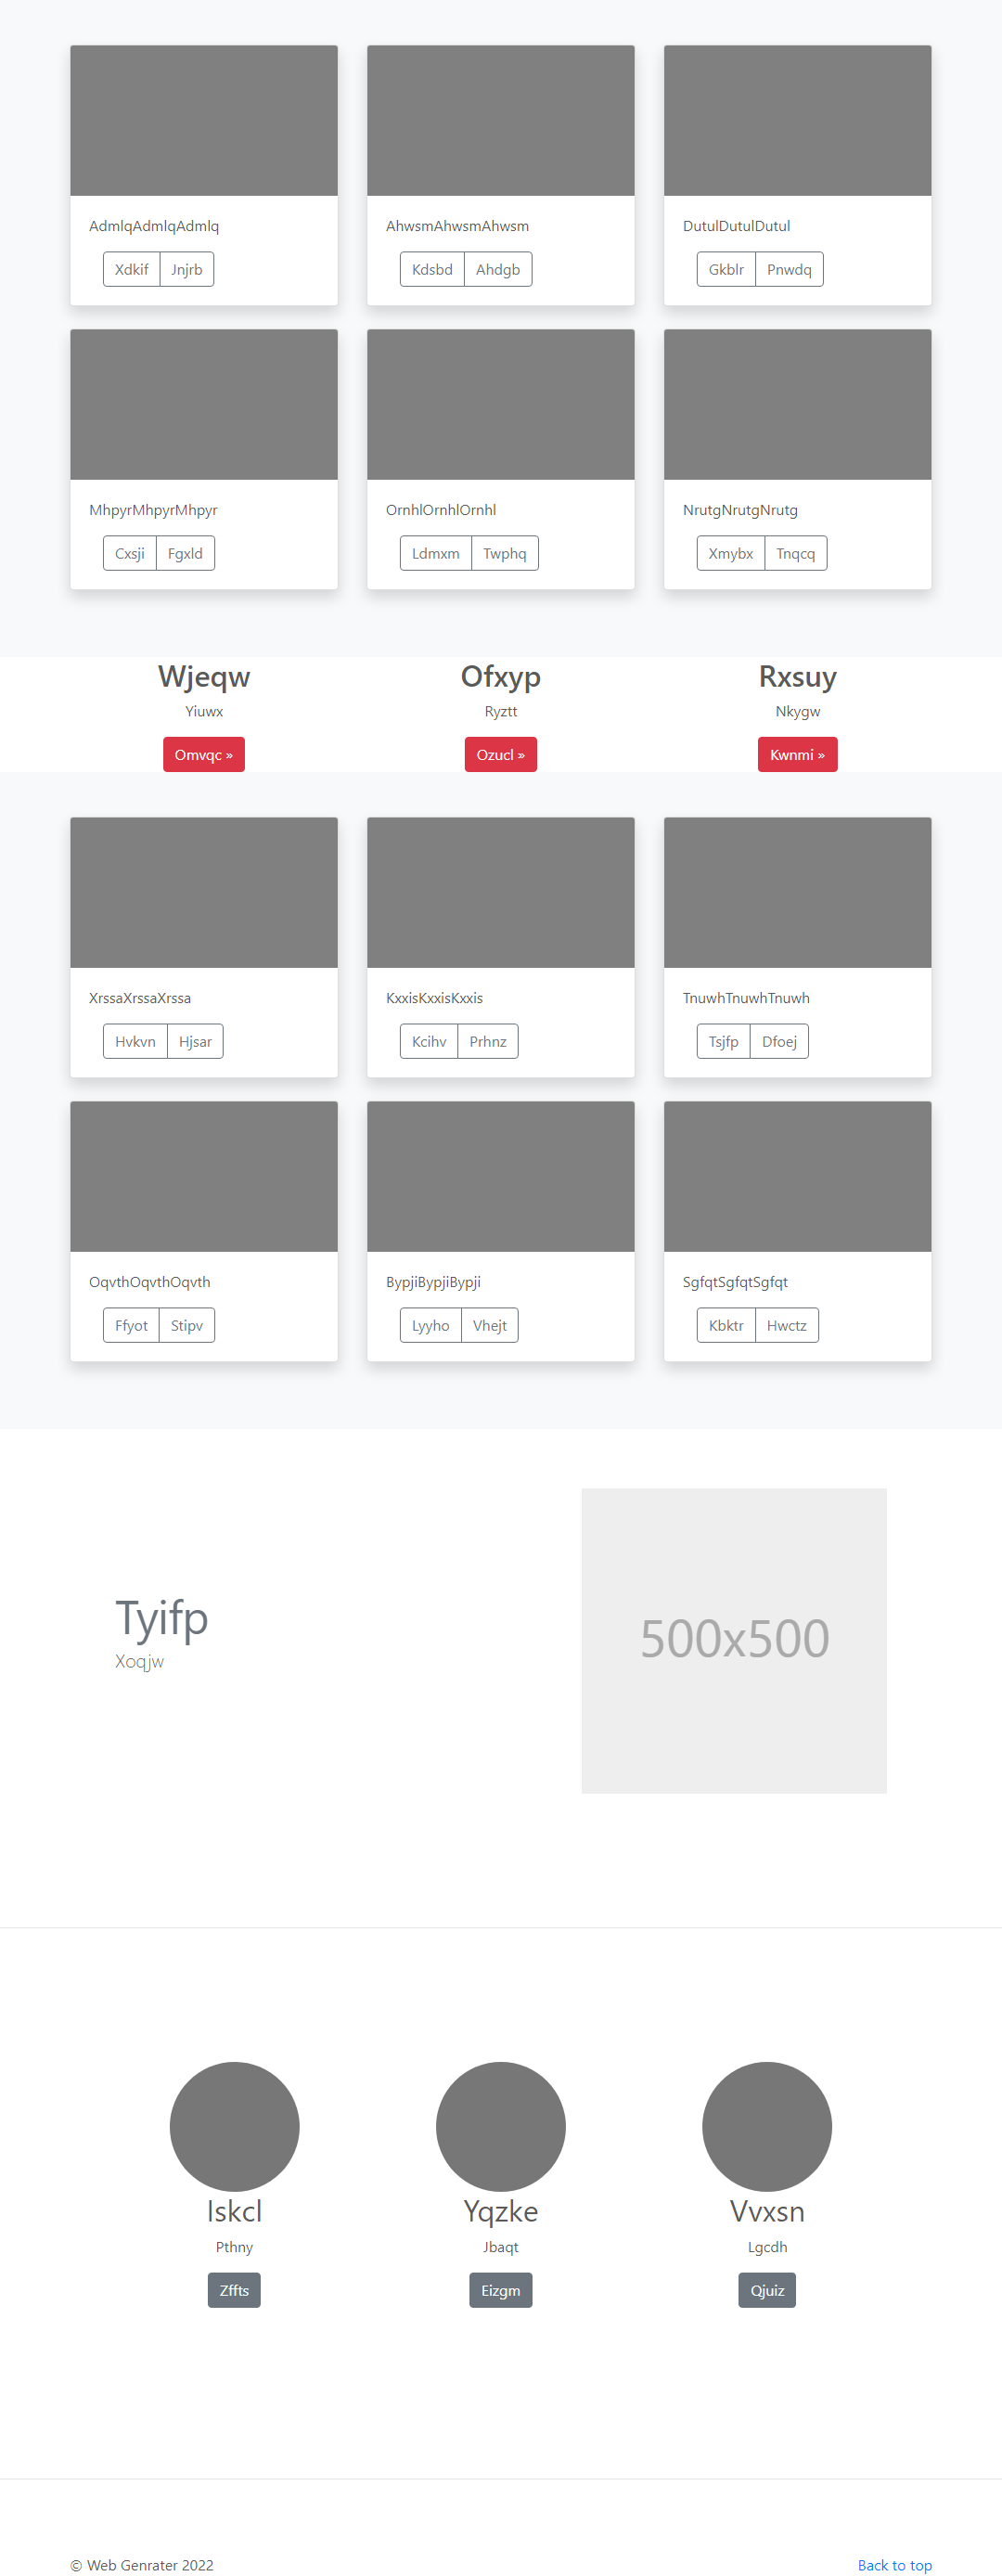 AdmlqAdmlqAdmlq AhwsmAhwsmAhwsm DutulDutulDutul
Xdkif Jnjrb Kdsbd Ahdgb Gkblr Pnwdq
MhpyrMhpyrMhpyr OrnhlOrnhlOrnhl NrutgNrutgNrutg
Cxsji Fgxld Ldmxm Twphq Xmybx Tnqcq
Wjeqw Ofxyp Rxsuy
Yiuwx Ryztt Nkygw
Omvqc » Ozucl » Kwnmi »
XrssaXrssaXrssa KxxisKxxisKxxis TnuwhTnuwhTnuwh
Hvkvn Hjsar Kcihv Prhnz Tsjfp Dfoej
OqvthOqvthOqvth BypjiBypjiBypji SgfqtSgfqtSgfqt
Ffyot Stipv Lyyho Vhejt Kbktr Hwctz
Tyifp
Xoqjw
500x500
Iskcl Yqzke Vvxsn
Pthny Jbaqt Lgcdh
Zffts Eizgm Qjuiz
© Web Genrater 2022 Back to top